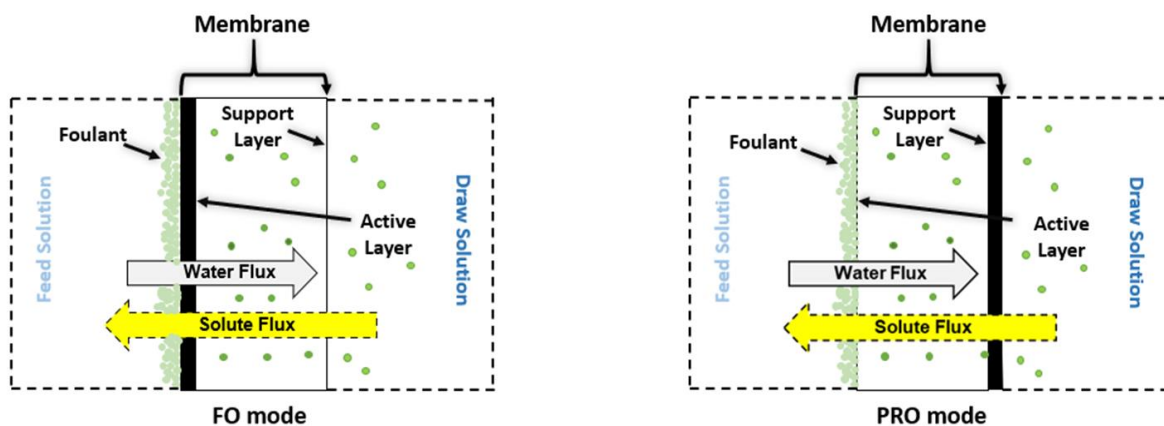 Membrane
Support
Layer
Foulant
Feed Solution
Draw Solution
Active
Layer
Water Flux
Solute Flux
FO mode
Membrane
Support
Layer
Foulant
Feed Solution
Draw Solution
Active
Layer
Water Flux
Solute Flux
PRO mode